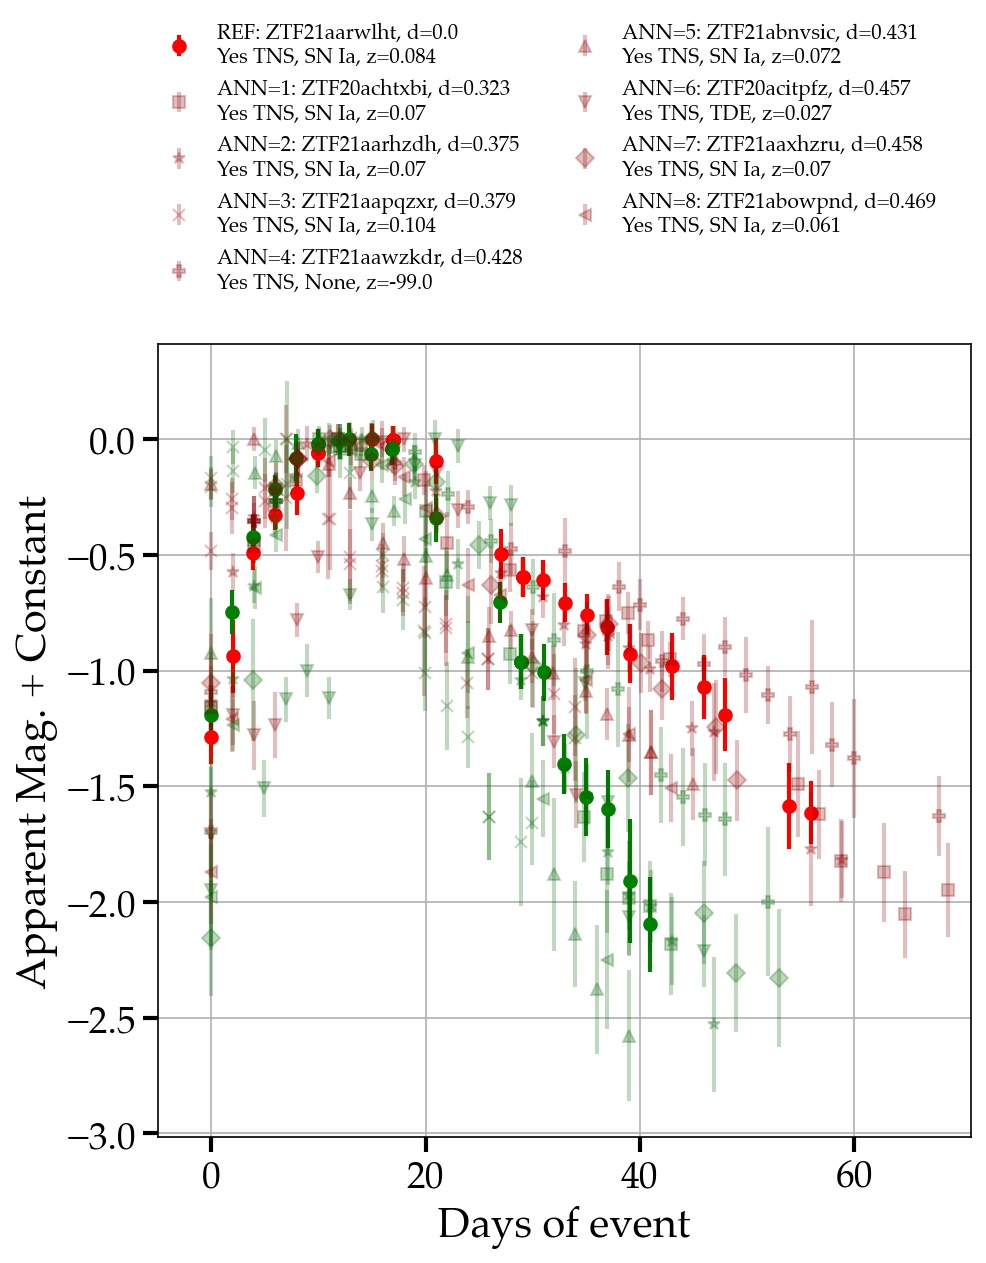 REF: ZTF21aarwlht, d=0.0
Yes TNS, SN Ia, z=0.084
ANN=1: ZTF20achtxbi, d=0.323
Yes TNS, SN Ia, z=0.07
ANN=2: ZTF21aarhzdh, d=0.375
Yes TNS, SN Ia, z=0.07
ANN=3: ZTF21aapqzxr, d=0.379
Yes TNS, SN Ia, z=0.104
ANN=4: ZTF21aawzkdr, d=0.428
Yes TNS, None, z=-99.0
ANN=5: ZTF21abnvsic, d=0.431
Yes TNS, SN Ia, z=0.072
ANN=6: ZTF20acitpfz, d=0.457
Yes TNS, TDE, z=0.027
ANN=7: ZTF21aaxhzru, d=0.458
Yes TNS, SN Ia, z=0.07
ANN=8: ZTF21abowpnd, d=0.469
Yes TNS, SN Ia, z=0.061
Apparent Mag. + Constant
0.0
−0.5
−1.0
−1.5
−2.0
−2.5
−3.0
0 20 40 60
Days of event